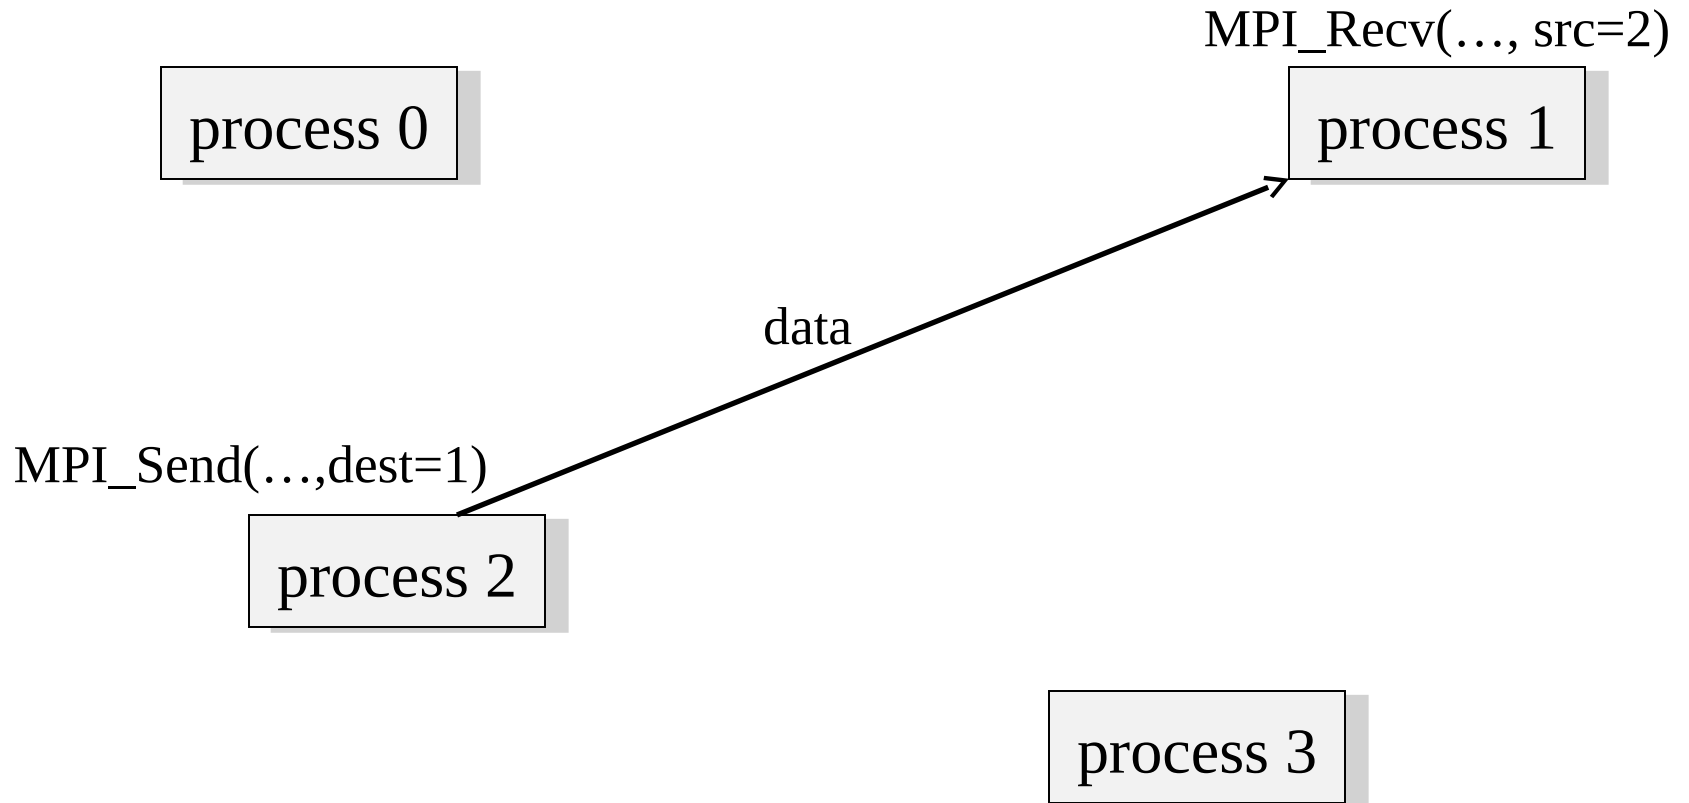 MPI_Recv(…, src=2)
process 0
process 1
data
MPI_Send(…,dest=1)
process 2
process 3